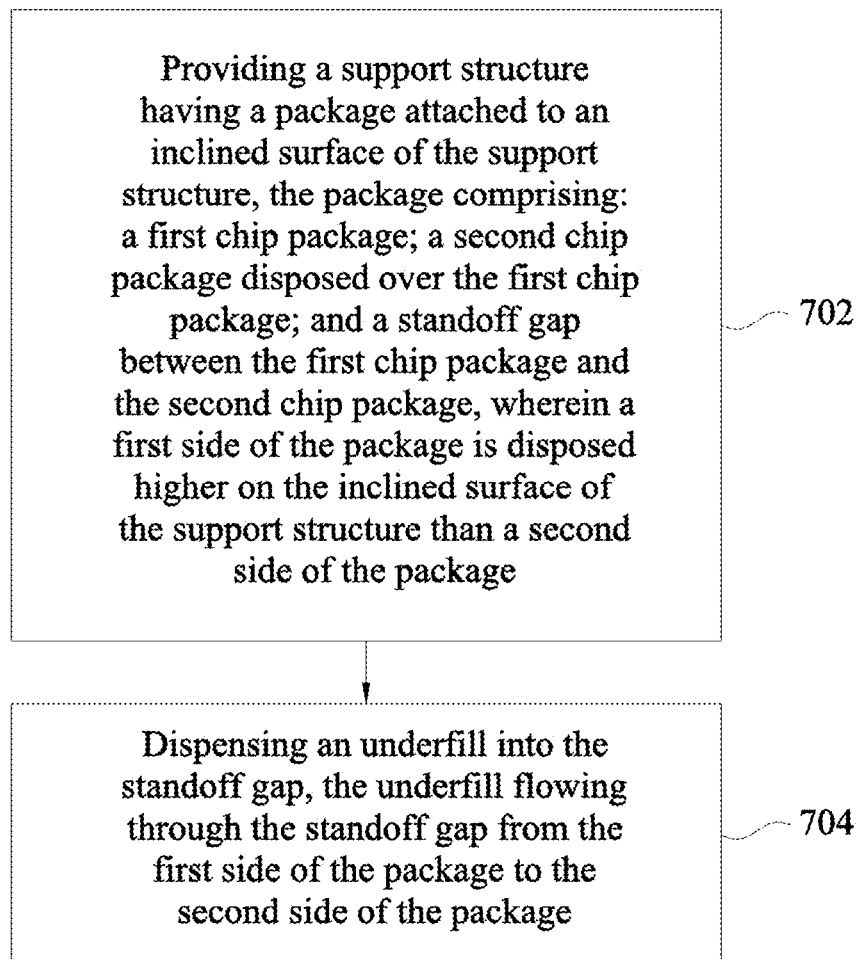 Providing a support structure
having a package attached to an
inclined surface of the support
structure, the package comprising:
a first chip package; a second chip
package disposed over the first chip
package; and a standoff gap
between the first chip package and
the second chip package, wherein a
first side of the package is disposed
higher on the inclined surface of
the support structure than a second
side of the package
702
Dispensing an underfill into the
standoff gap, the underfill flowing
through the standoff gap from the
first side of the package to the
second side of the package
704